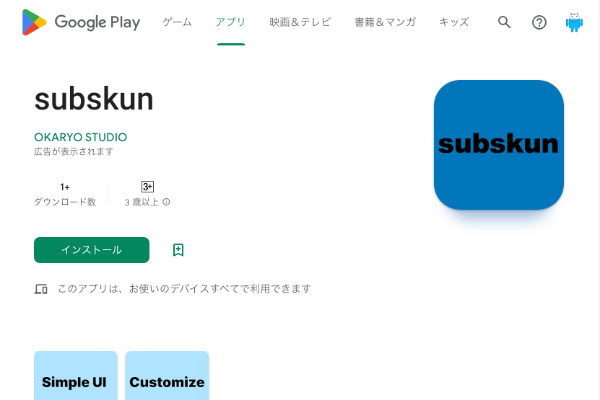 Google Play ゲーム アプリ 映画＆テレビ 書籍＆マンガ キッズ
subskun
OKARYO STUDIO
広告が表示されます
subskun
1+
ダウンロード数
3+
3 歳以上
インストール
このアプリは、お使いのデバイスすべてで利用できます
Simple UI
Customize